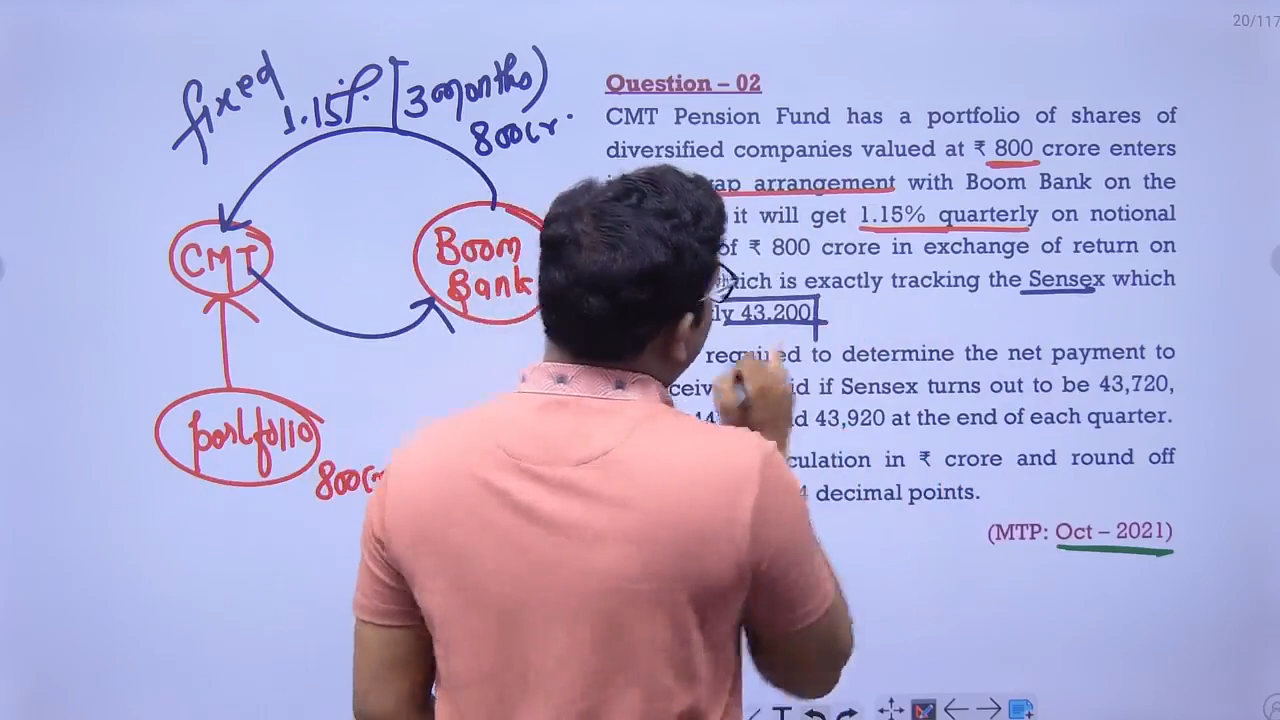 20/117
fixed
1.15% [3 months)
800cr.
CMT
Boom
Bank
portfolio
Question – 02
CMT Pension Fund has a portfolio of shares of
diversified companies valued at ₹ 800 crore enters
arrangement with Boom Bank on the
it will get 1.15% quarterly on notional
of ₹ 800 crore in exchange of return on
is exactly tracking the Sensex which
43,200
required to determine the net payment to
if Sensex turns out to be 43,720,
43,920 at the end of each quarter.
in ₹ crore and round off
4 decimal points.
(MTP: Oct – 2021)